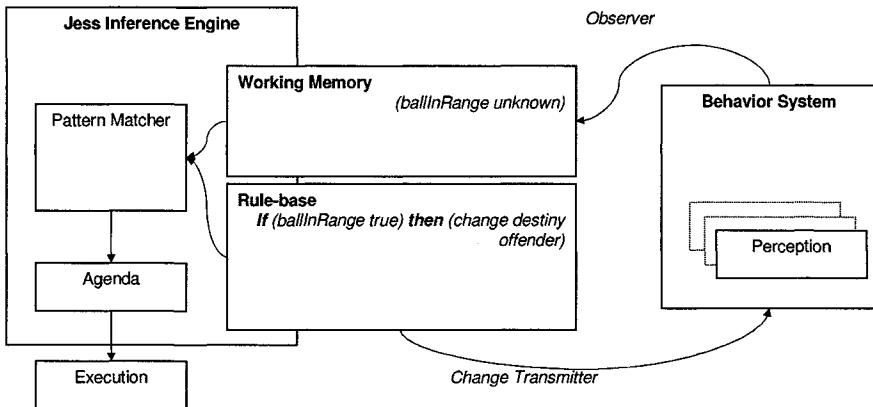 Jess Inference Engine
Observer
Working Memory
(ballInRange unknown)
Behavior System
Pattern Matcher
Rule-base
If (ballInRange true) then (change destiny
offender)
Perception
Agenda
Execution
Change Transmitter